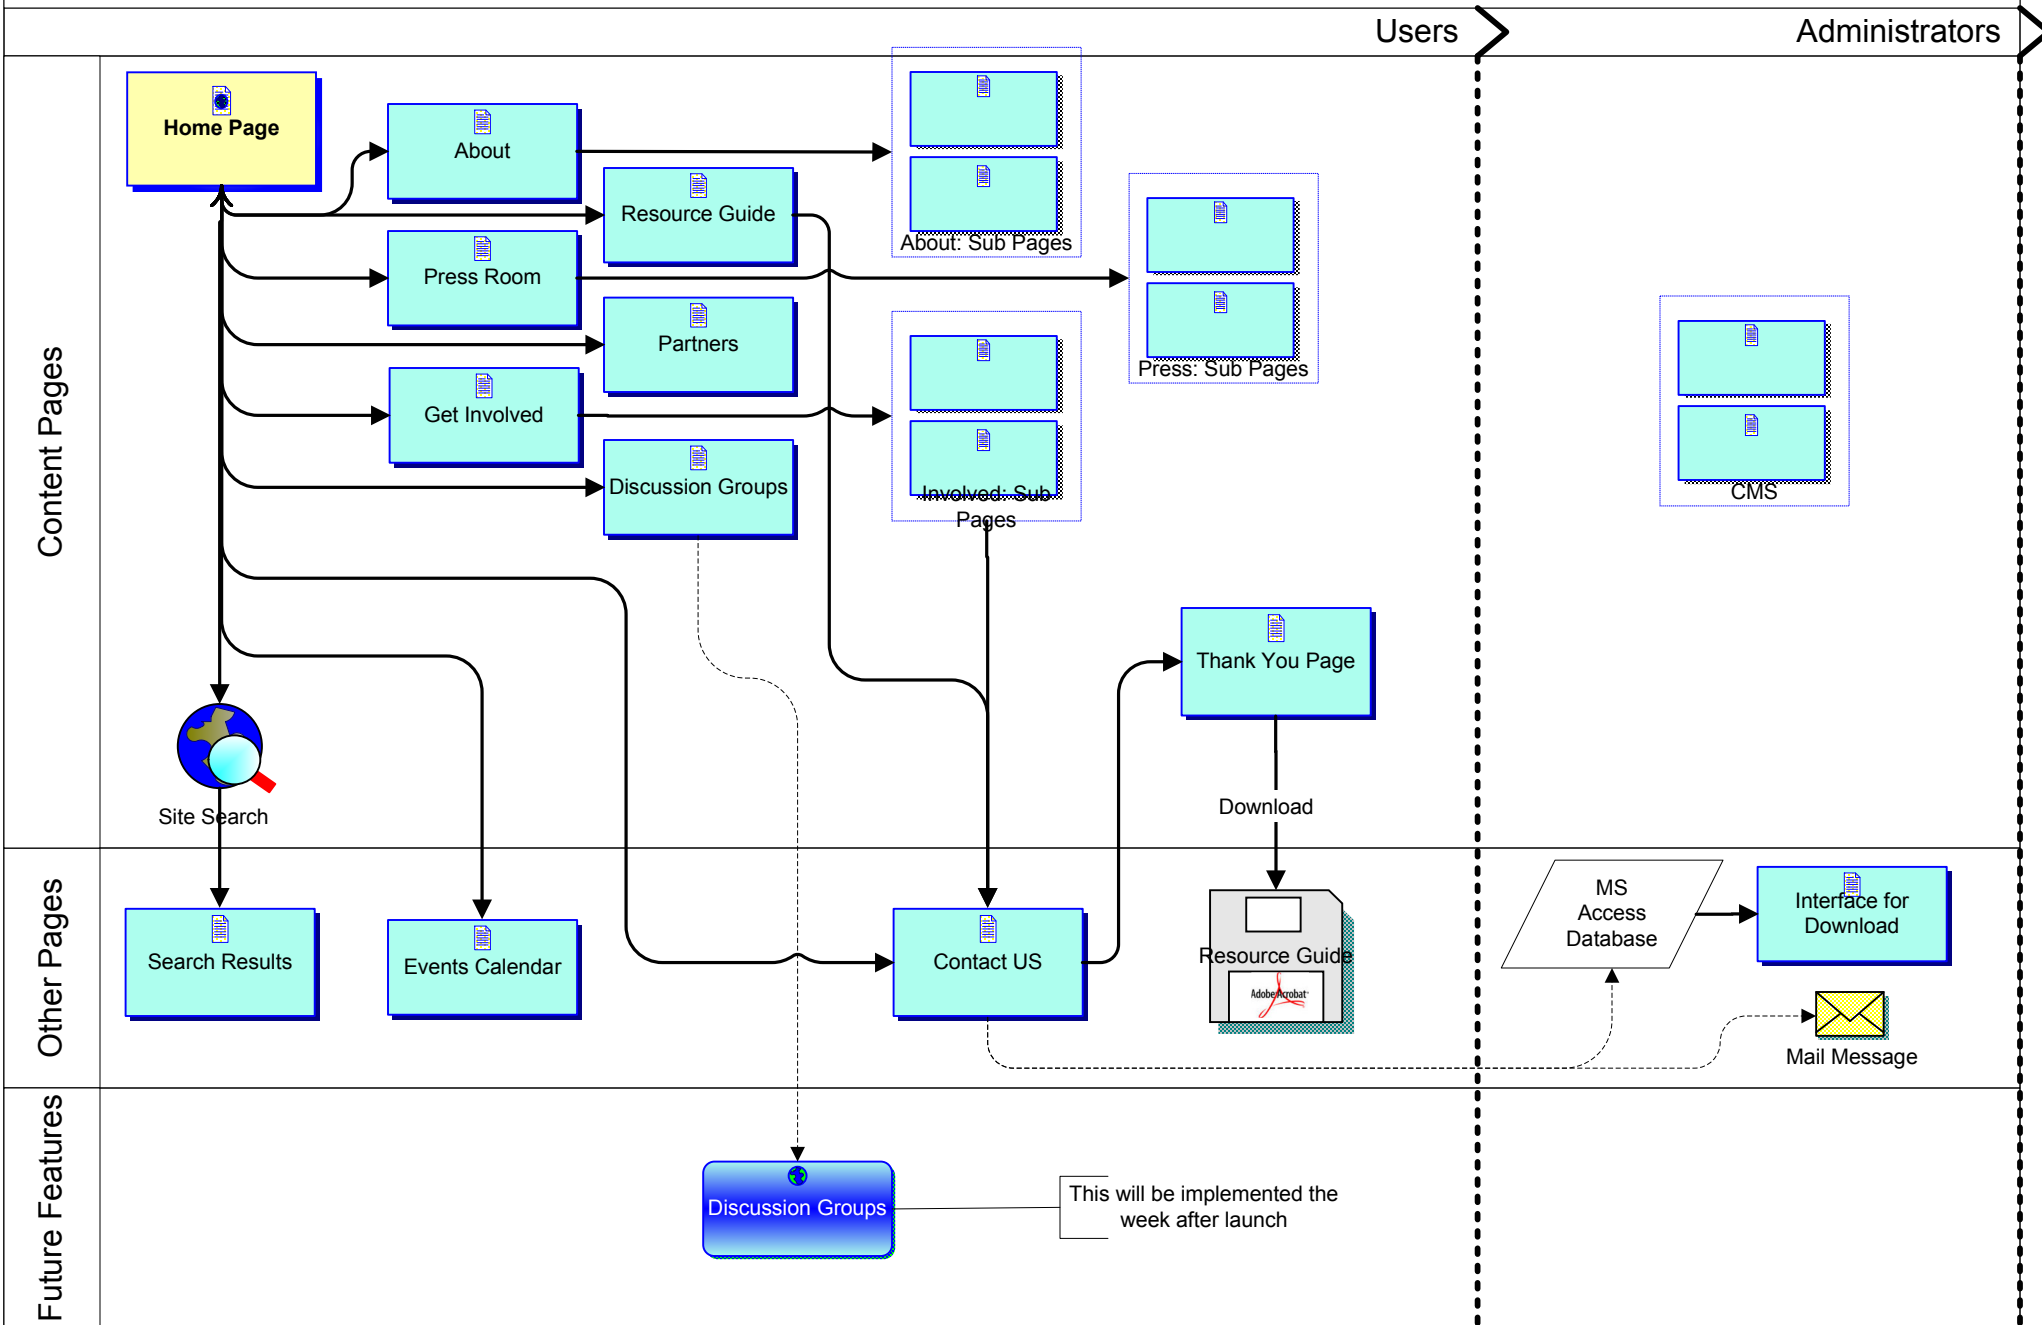 Users
Administrators
Content Pages
Home Page
About
Resource Guide
About: Sub Pages
Press Room
Partners
Press: Sub Pages
Get Involved
Discussion Groups
Involved: Sub
Pages
CMS
Thank You Page
Site Search
Download
Other Pages
Search Results
Events Calendar
Contact US
Resource Guide
Adobe Acrobat
MS
Access
Database
Interface for
Download
Mail Message
Future Features
Discussion Groups
This will be implemented the
week after launch